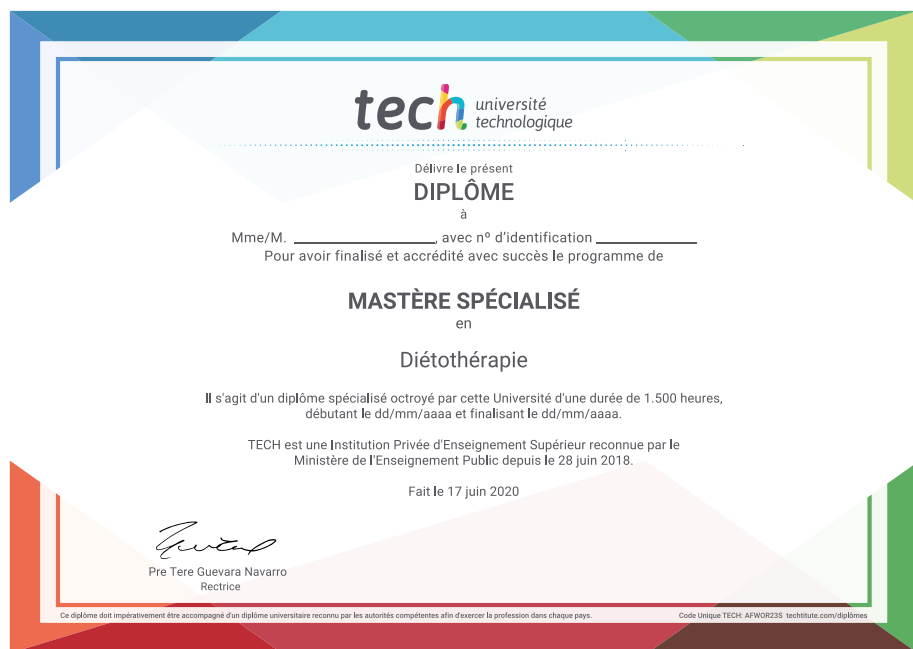 tech université
technologique
Délivre le présent
DIPLÔME
à
Mme/M. ____________, avec nº d'identification ____________
Pour avoir finalisé et accrédité avec succès le programme de
MASTÈRE SPÉCIALISÉ
en
Diétothérapie
Il s'agit d'un diplôme spécialisé octroyé par cette Université d'une durée de 1.500 heures,
débutant le dd/mm/aaaa et finalisant le dd/mm/aaaa.
TECH est une Institution Privée d'Enseignement Supérieur reconnue par le
Ministère de l'Enseignement Public depuis le 28 juin 2018.
Fait le 17 juin 2020
Pre Tere Guevara Navarro
Rectrice
Ce diplôme doit impérativement être accompagné d'un diplôme universitaire reconnu par les autorités compétentes afin d'exercer la profession dans chaque pays. Code Unique TECH: AFWOR23S techtitute.com/diplômes